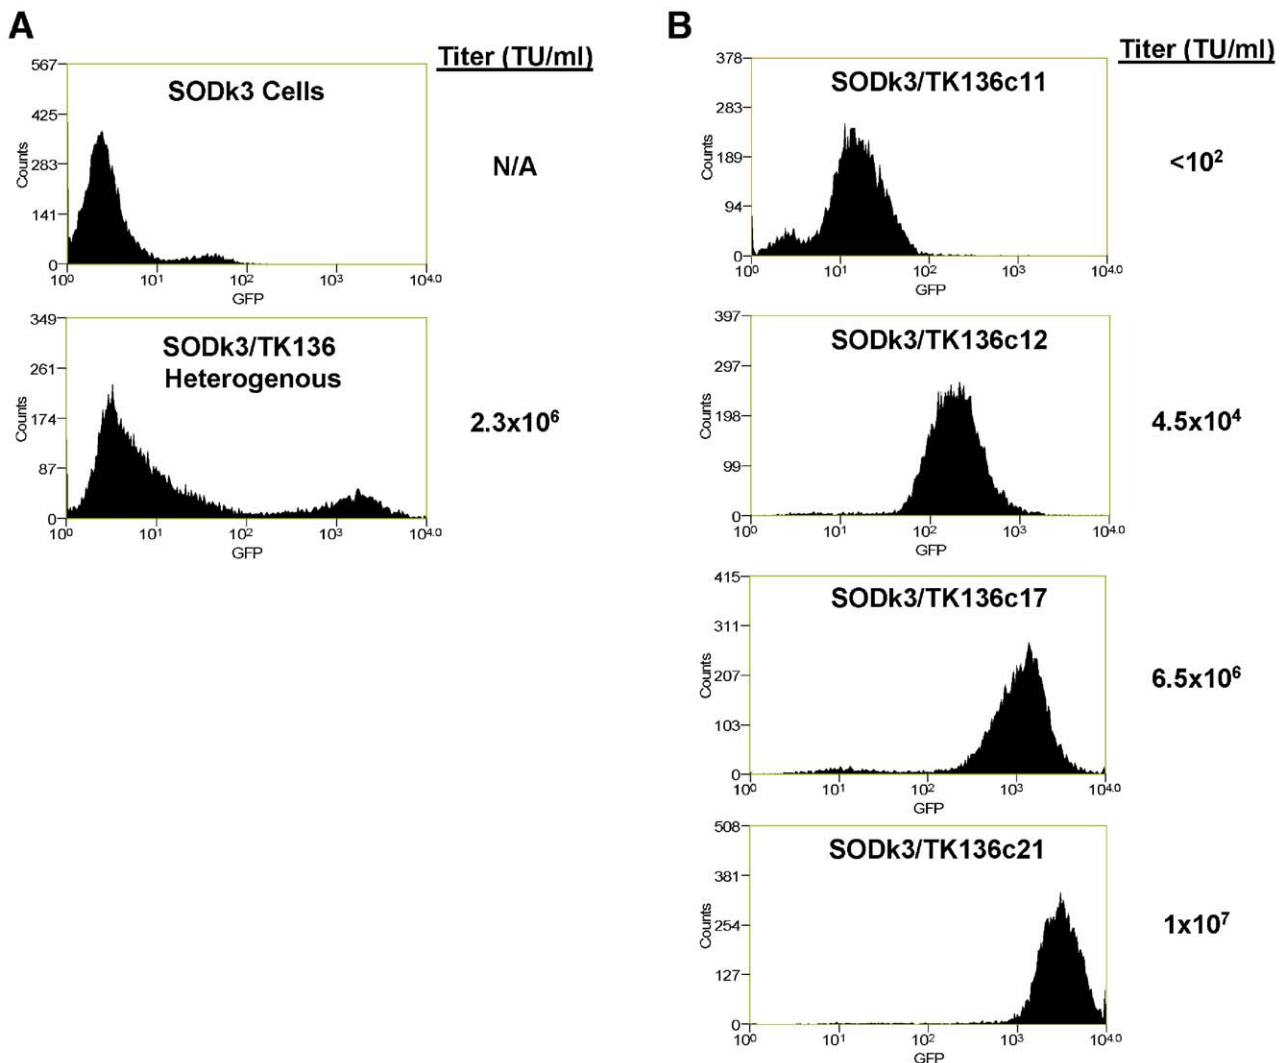 A
Titer (TU/ml)
567
425
283
141
0
Counts
SODk3 Cells
10⁰ 10¹ 10² 10³ 10⁴·⁰
GFP
N/A
349
261
174
87
0
Counts
SODk3/TK136
Heterogenous
10⁰ 10¹ 10² 10³ 10⁴·⁰
GFP
2.3x10⁶
B
Titer (TU/ml)
378
283
189
94
0
Counts
SODk3/TK136c11
10⁰ 10¹ 10² 10³ 10⁴·⁰
GFP
<10²
397
297
198
99
0
Counts
SODk3/TK136c12
10⁰ 10¹ 10² 10³ 10⁴·⁰
GFP
4.5x10⁴
415
311
207
103
0
Counts
SODk3/TK136c17
10⁰ 10¹ 10² 10³ 10⁴·⁰
GFP
6.5x10⁶
508
381
254
127
0
Counts
SODk3/TK136c21
10⁰ 10¹ 10² 10³ 10⁴·⁰
GFP
1x10⁷